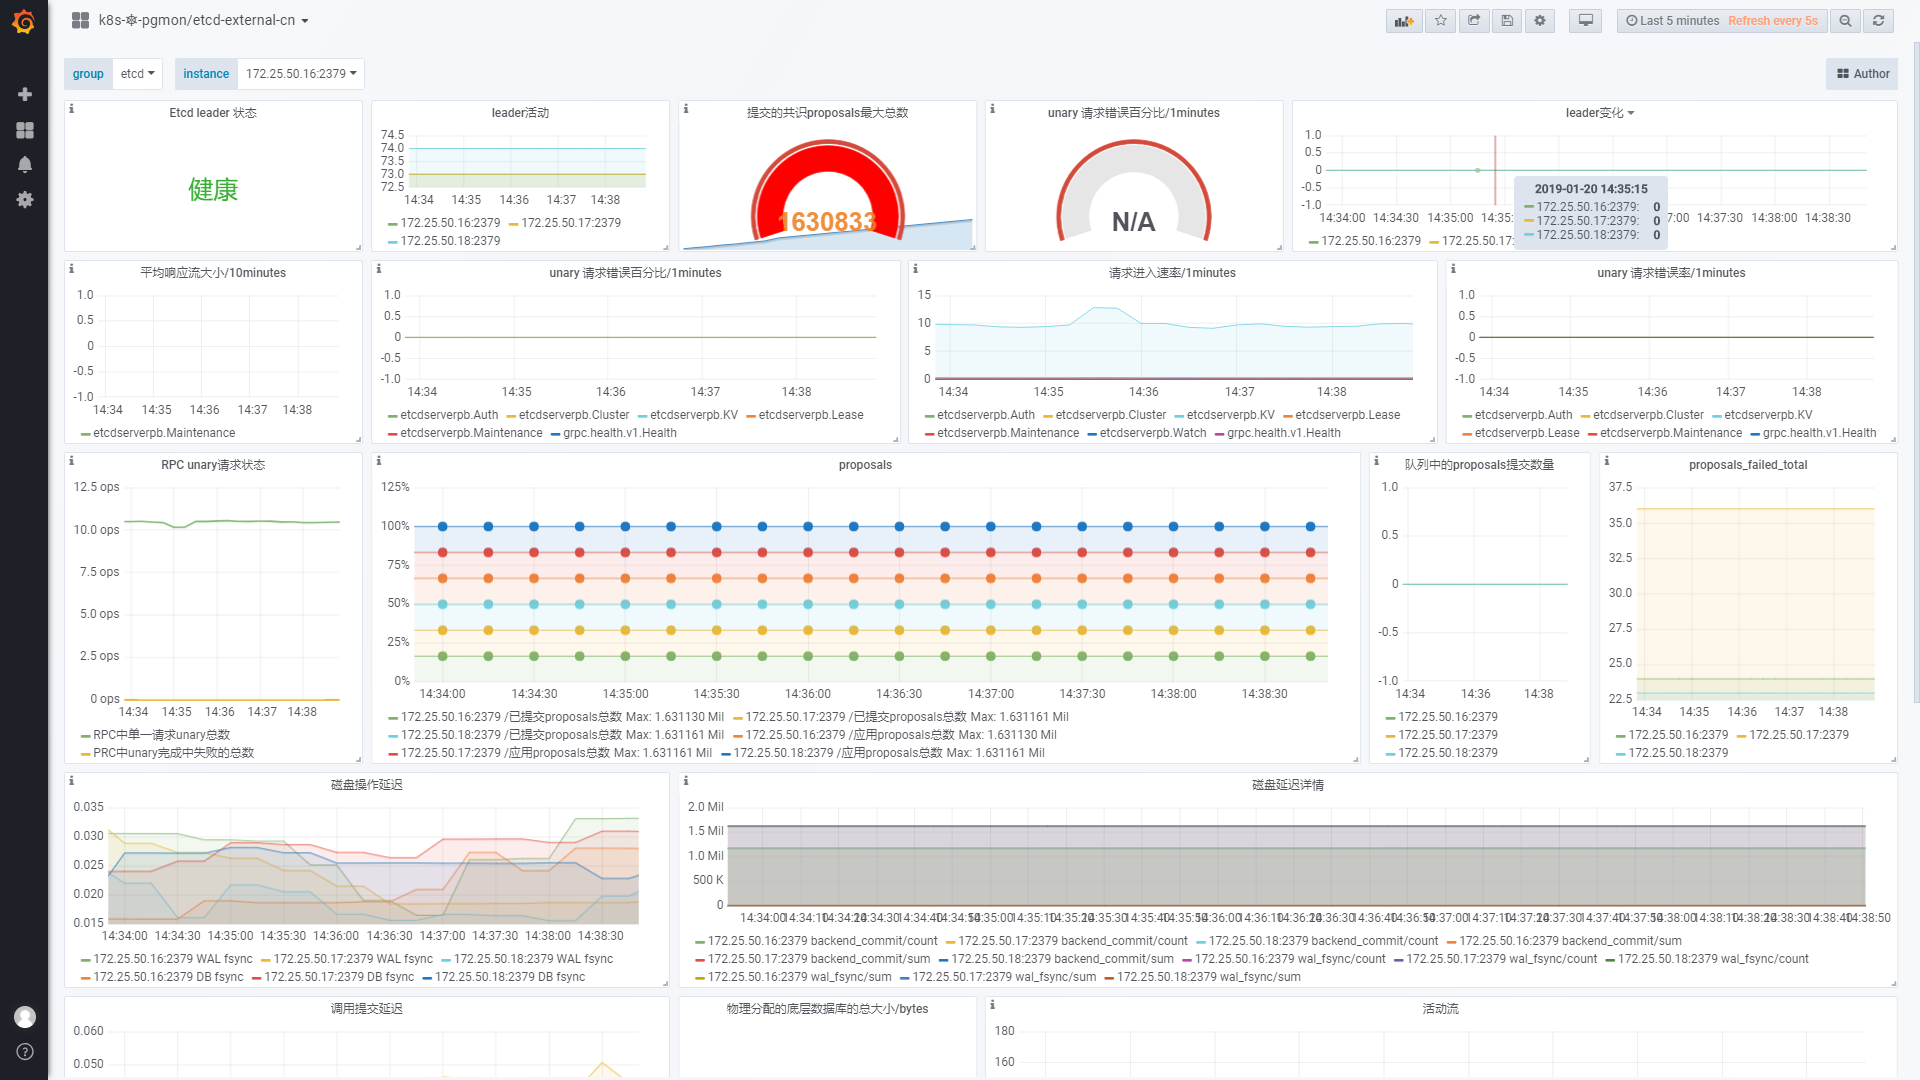 k8s-⎈-pgmon/etcd-external-cn
Last 5 minutes Refresh every 5s
group etcd instance 172.25.50.16:2379
Author
Etcd leader 状态
健康
leader活动
74.5
74.0
73.5
73.0
72.5
14:34 14:35 14:36 14:37 14:38
172.25.50.16:2379 172.25.50.17:2379
172.25.50.18:2379
提交的共识proposals最大总数
1630833
unary 请求错误百分比/1minutes
N/A
leader变化
1.0
0.5
0
-0.5
-1.0
14:34:00 14:34:30 14:35:00 14:35: 7:00 14:37:30 14:38:00 14:38:30
172.25.50.16:2379 172.25.50.17:
2019-01-20 14:35:15
172.25.50.16:2379: 0
172.25.50.17:2379: 0
172.25.50.18:2379: 0
平均响应流大小/10minutes
1.0
0.5
0
-0.5
-1.0
14:34 14:35 14:36 14:37 14:38
etcdserverpb.Maintenance
unary 请求错误百分比/1minutes
1.0
0.5
0
-0.5
-1.0
14:34 14:35 14:36 14:37 14:38
etcdserverpb.Auth etcdserverpb.Cluster etcdserverpb.KV etcdserverpb.Lease
etcdserverpb.Maintenance grpc.health.v1.Health
请求进入速率/1minutes
15
10
5
0
14:34 14:35 14:36 14:37 14:38
etcdserverpb.Auth etcdserverpb.Cluster etcdserverpb.KV etcdserverpb.Lease
etcdserverpb.Maintenance etcdserverpb.Watch grpc.health.v1.Health
unary 请求错误率/1minutes
1.0
0.5
0
-0.5
-1.0
14:34 14:35 14:36 14:37 14:38
etcdserverpb.Auth etcdserverpb.Cluster etcdserverpb.KV
etcdserverpb.Lease etcdserverpb.Maintenance grpc.health.v1.Health
RPC unary请求状态
12.5 ops
10.0 ops
7.5 ops
5.0 ops
2.5 ops
0 ops
14:34 14:35 14:36 14:37 14:38
RPC中单一请求unary总数
PRC中unary完成中失败的总数
proposals
125%
100%
75%
50%
25%
0%
14:34:00 14:34:30 14:35:00 14:35:30 14:36:00 14:36:30 14:37:00 14:37:30 14:38:00 14:38:30
172.25.50.16:2379 /已提交proposals总数 Max: 1.631130 Mil 172.25.50.17:2379 /已提交proposals总数 Max: 1.631161 Mil
172.25.50.18:2379 /已提交proposals总数 Max: 1.631161 Mil 172.25.50.16:2379 /应用proposals总数 Max: 1.631130 Mil
172.25.50.17:2379 /应用proposals总数 Max: 1.631161 Mil 172.25.50.18:2379 /应用proposals总数 Max: 1.631161 Mil
队列中的proposals提交数量
1.0
0.5
0
-0.5
-1.0
14:34 14:36 14:38
172.25.50.16:2379
172.25.50.17:2379
172.25.50.18:2379
proposals_failed_total
37.5
35.0
32.5
30.0
27.5
25.0
22.5
14:34 14:35 14:36 14:37 14:38
172.25.50.16:2379 172.25.50.17:2379
172.25.50.18:2379
磁盘操作延迟
0.035
0.030
0.025
0.020
0.015
14:34:00 14:34:30 14:35:00 14:35:30 14:36:00 14:36:30 14:37:00 14:37:30 14:38:00 14:38:30
172.25.50.16:2379 WAL fsync 172.25.50.17:2379 WAL fsync 172.25.50.18:2379 WAL fsync
172.25.50.16:2379 DB fsync 172.25.50.17:2379 DB fsync 172.25.50.18:2379 DB fsync
磁盘延迟详情
2.0 Mil
1.5 Mil
1.0 Mil
500 K
0
14:34:00 14:34:10 14:34:20 14:34:30 14:34:40 14:34:50 14:35:00 14:35:10 14:35:20 14:35:30 14:35:40 14:35:50 14:36:00 14:36:10 14:36:20 14:36:30 14:36:40 14:36:50 14:37:00 14:37:10 14:37:20 14:37:30 14:37:40 14:37:50 14:38:00 14:38:10 14:38:20 14:38:30 14:38:40 14:38:50
172.25.50.16:2379 backend_commit/count 172.25.50.17:2379 backend_commit/count 172.25.50.18:2379 backend_commit/count 172.25.50.16:2379 backend_commit/sum
172.25.50.17:2379 backend_commit/sum 172.25.50.18:2379 backend_commit/sum 172.25.50.16:2379 wal_fsync/count 172.25.50.17:2379 wal_fsync/count 172.25.50.18:2379 wal_fsync/count
172.25.50.16:2379 wal_fsync/sum 172.25.50.17:2379 wal_fsync/sum 172.25.50.18:2379 wal_fsync/sum
调用提交延迟
0.060
0.050
物理分配的底层数据库的总大小/bytes
活动流
180
160